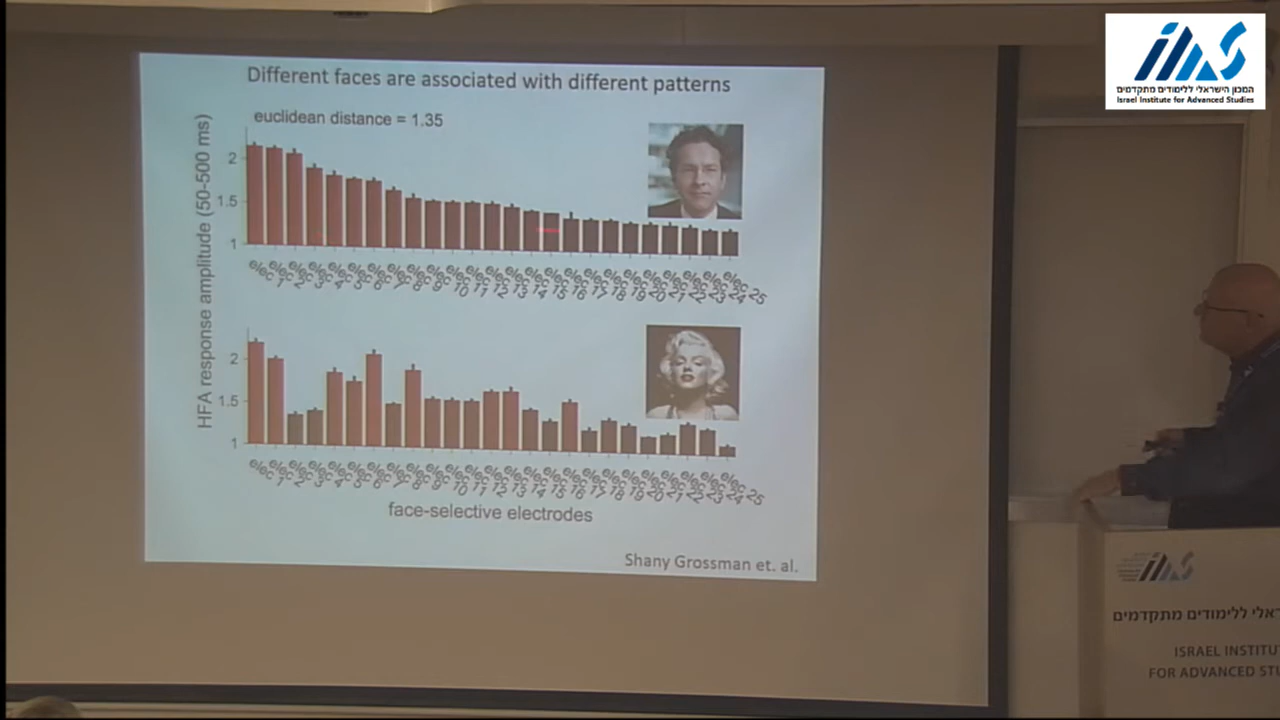 ias
המכון הישראלי ללימודים מתקדמים
Israel Institute for Advanced Studies
Different faces are associated with different patterns
euclidean distance = 1.35
HFA response amplitude (50-500 ms)
2
1.5
1
elec 1
elec 2
elec 3
elec 4
elec 5
elec 6
elec 7
elec 8
elec 9
elec 10
elec 11
elec 12
elec 13
elec 14
elec 15
elec 16
elec 17
elec 18
elec 19
elec 20
elec 21
elec 22
elec 23
elec 24
elec 25
2
1.5
1
elec 1
elec 2
elec 3
elec 4
elec 5
elec 6
elec 7
elec 8
elec 9
elec 10
elec 11
elec 12
elec 13
elec 14
elec 15
elec 16
elec 17
elec 18
elec 19
elec 20
elec 21
elec 22
elec 23
elec 24
elec 25
face-selective electrodes
Shany Grossman et. al.
ias
ללימודים מתקדמים
ISRAEL
FOR ADVANCED